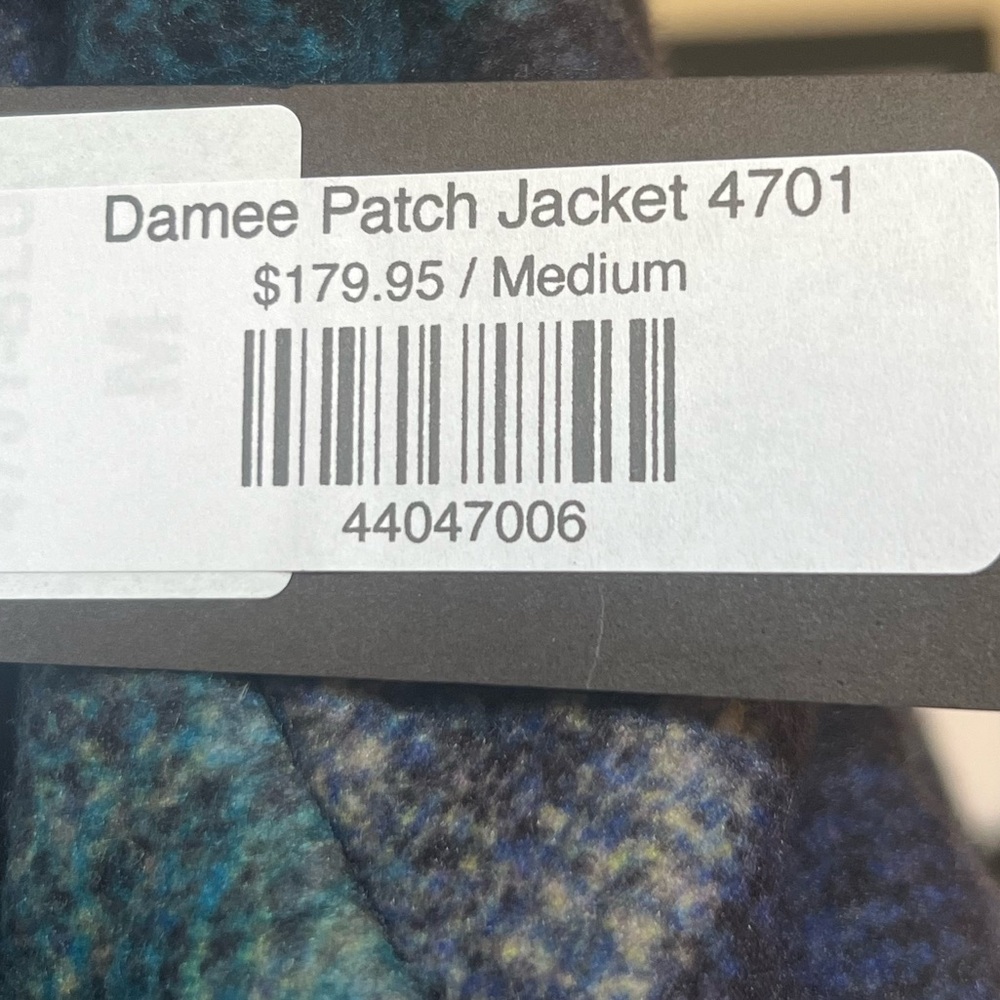 Damee Patch Jacket 4701
$179.95 / Medium
44047006